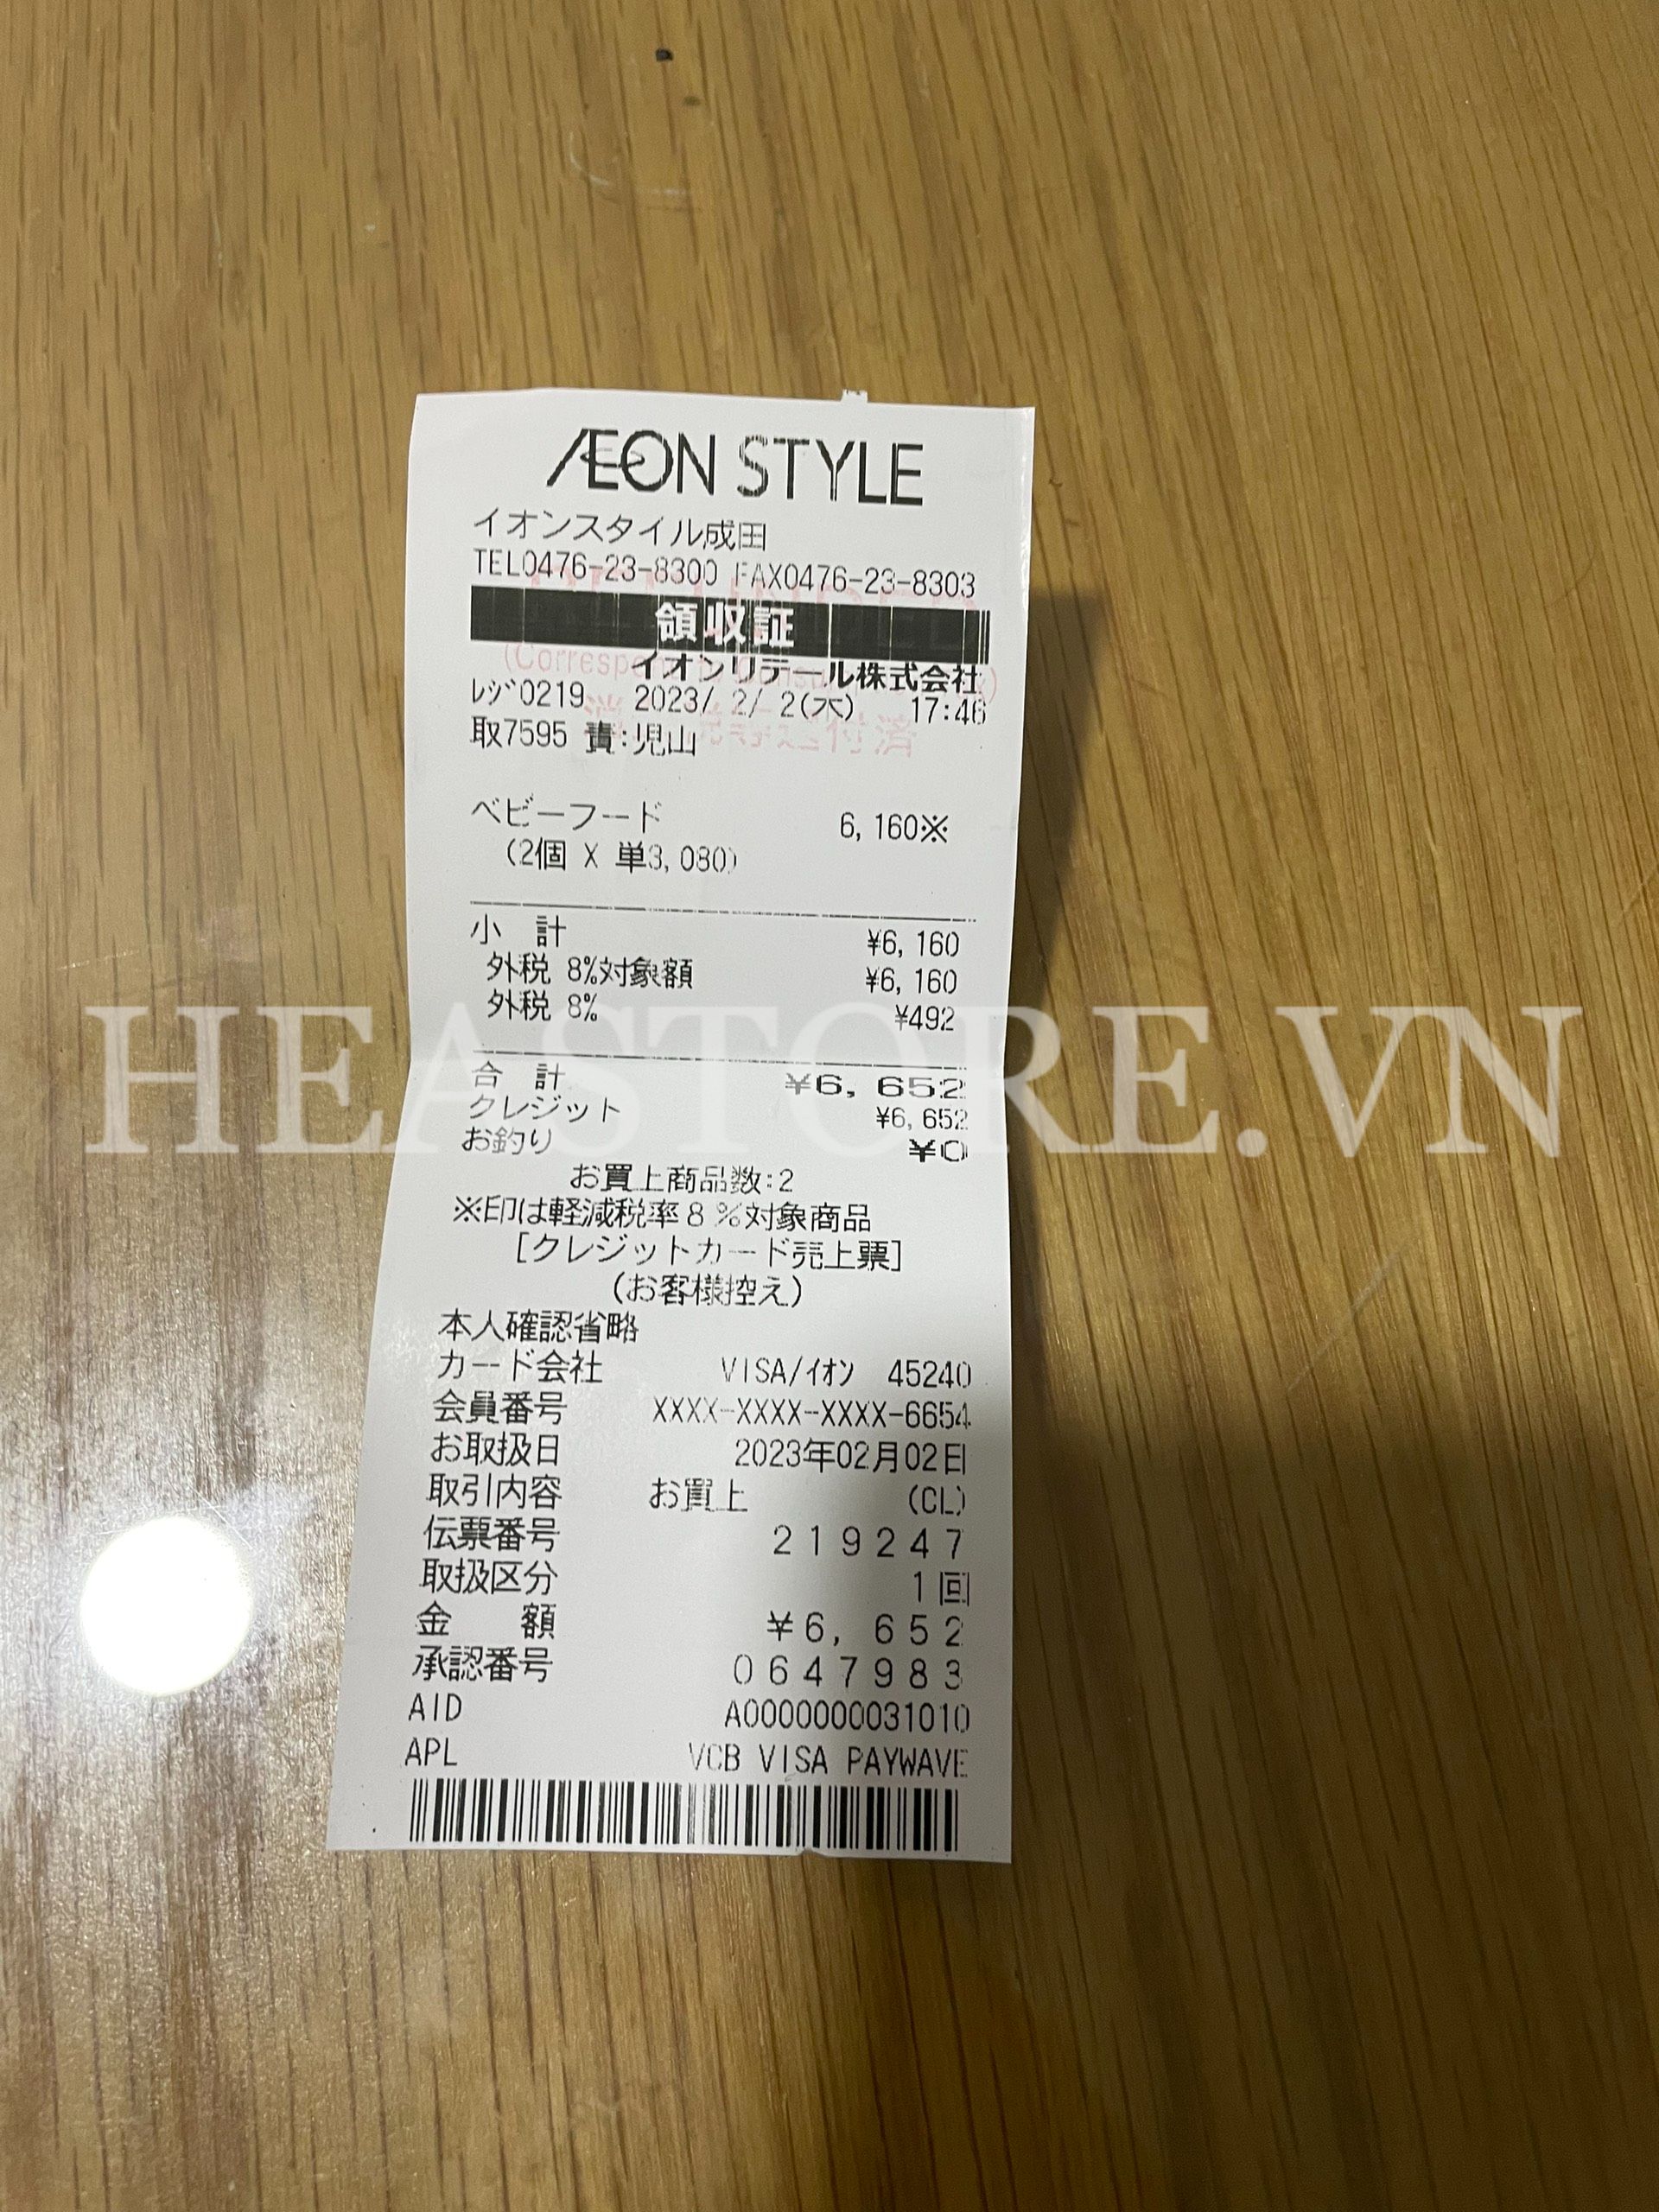 ÆON STYLE
イオンスタイル成田
TEL0476-23-8300 FAX0476-23-8303
領収証
(Corresp
イオンリテール株式会社
レジ0219 2023/ 2/ 2(木) 17:46
取7595 責:児山
付済
ベビーフード 6,160※
(2個 X 単3,080)
小 計 ¥6,160
外税 8%対象額 ¥6,160
外税 8% ¥492
HEASTORE.VN
合 計 ¥6,652
クレジット ¥6,652
お釣り ¥0
お買上商品数:2
※印は軽減税率8%対象商品
[クレジットカード売上票]
(お客様控え)
本人確認省略
カード会社 VISA/イオン 45240
会員番号 XXXX-XXXX-XXXX-6654
お取扱日 2023年02月02日
取引内容 お買上 (CL)
伝票番号 219247
取扱区分 1回
金 額 ¥6,652
承認番号 0647983
AID A0000000031010
APL VCB VISA PAYWAVE